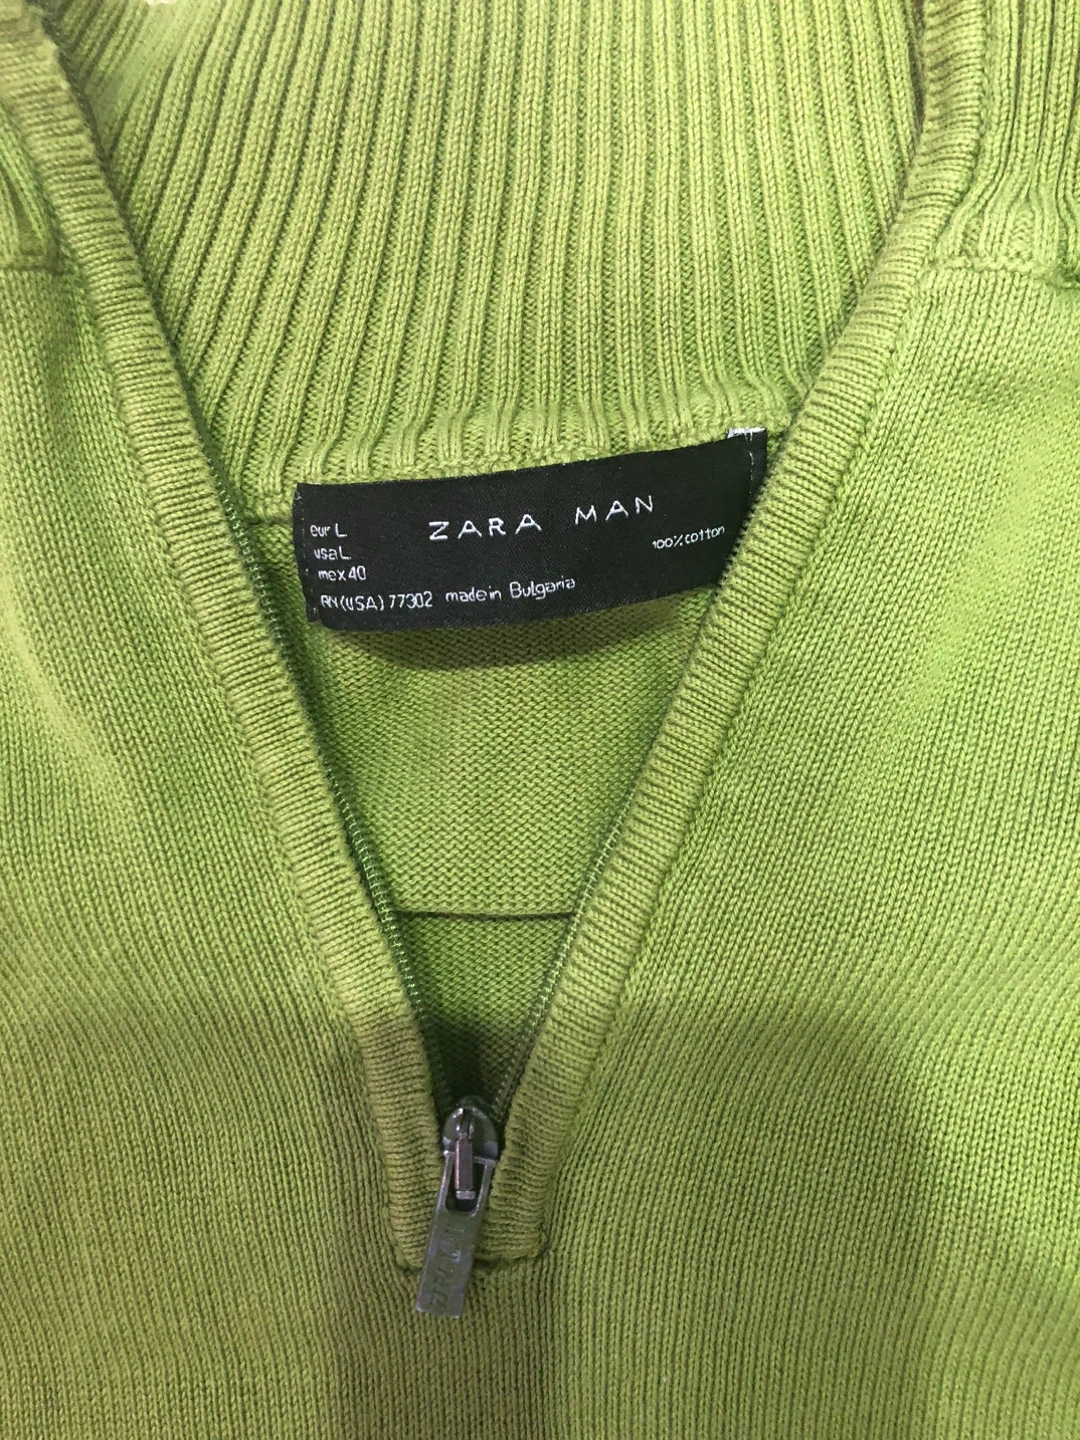 ZARA MAN
eur L
usa L
mex 40
100% cotton
RN (USA) 77302 made in Bulgaria